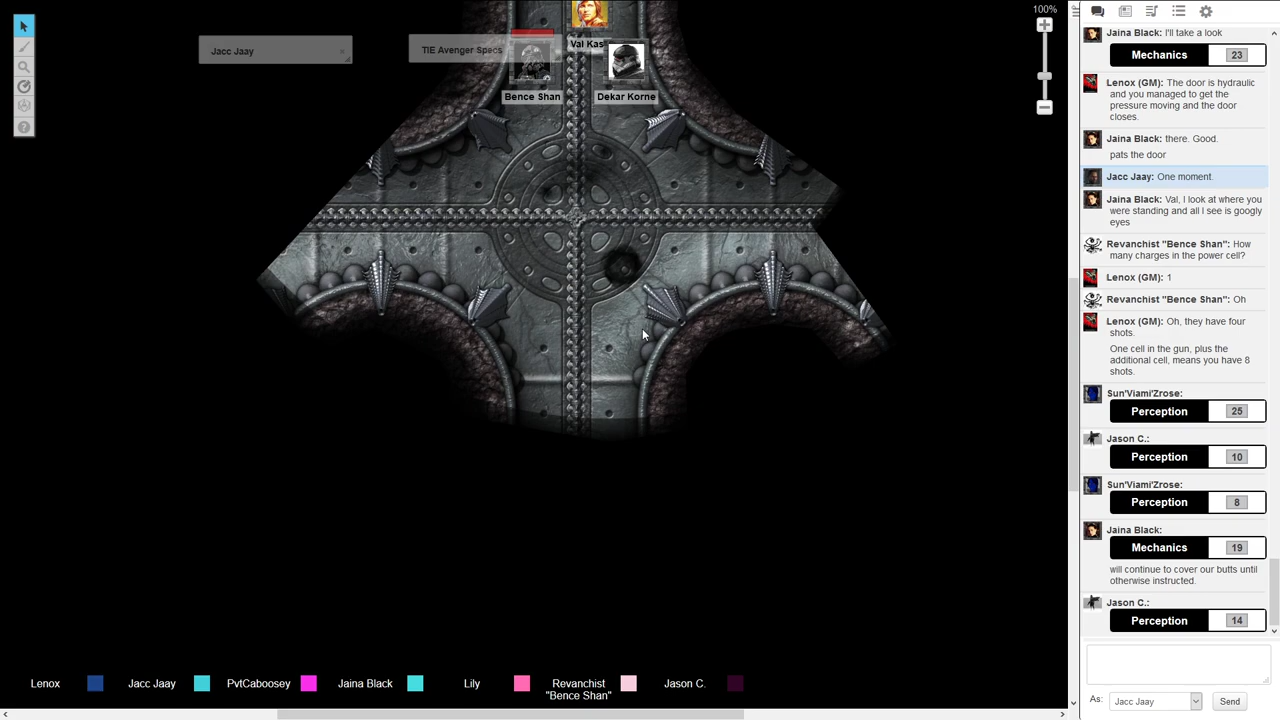 100%
Jacc Jaay
TIE Avenger Specs
Val Kas
Bence Shan
Dekar Korne
Jaina Black: I'll take a look
Mechanics 23
Lenox (GM): The door is hydraulic
and you managed to get the
pressure moving and the door
closes.
Jaina Black: there. Good.
pats the door
Jacc Jaay: One moment.
Jaina Black: Val, I look at where you
were standing and all I see is googly
eyes
Revanchist "Bence Shan": How
many charges in the power cell?
Lenox (GM): 1
Revanchist "Bence Shan": Oh
Lenox (GM): Oh, they have four
shots.
One cell in the gun, plus the
additional cell, means you have 8
shots.
Sun'Viami'Zrose:
Perception 25
Jason C.:
Perception 10
Sun'Viami'Zrose:
Perception 8
Jaina Black:
Mechanics 19
will continue to cover our butts until
otherwise instructed.
Jason C.:
Perception 14
As: Jacc Jaay Send
Lenox Jacc Jaay PvtCaboosey Jaina Black Lily Revanchist Jason C.
"Bence Shan"